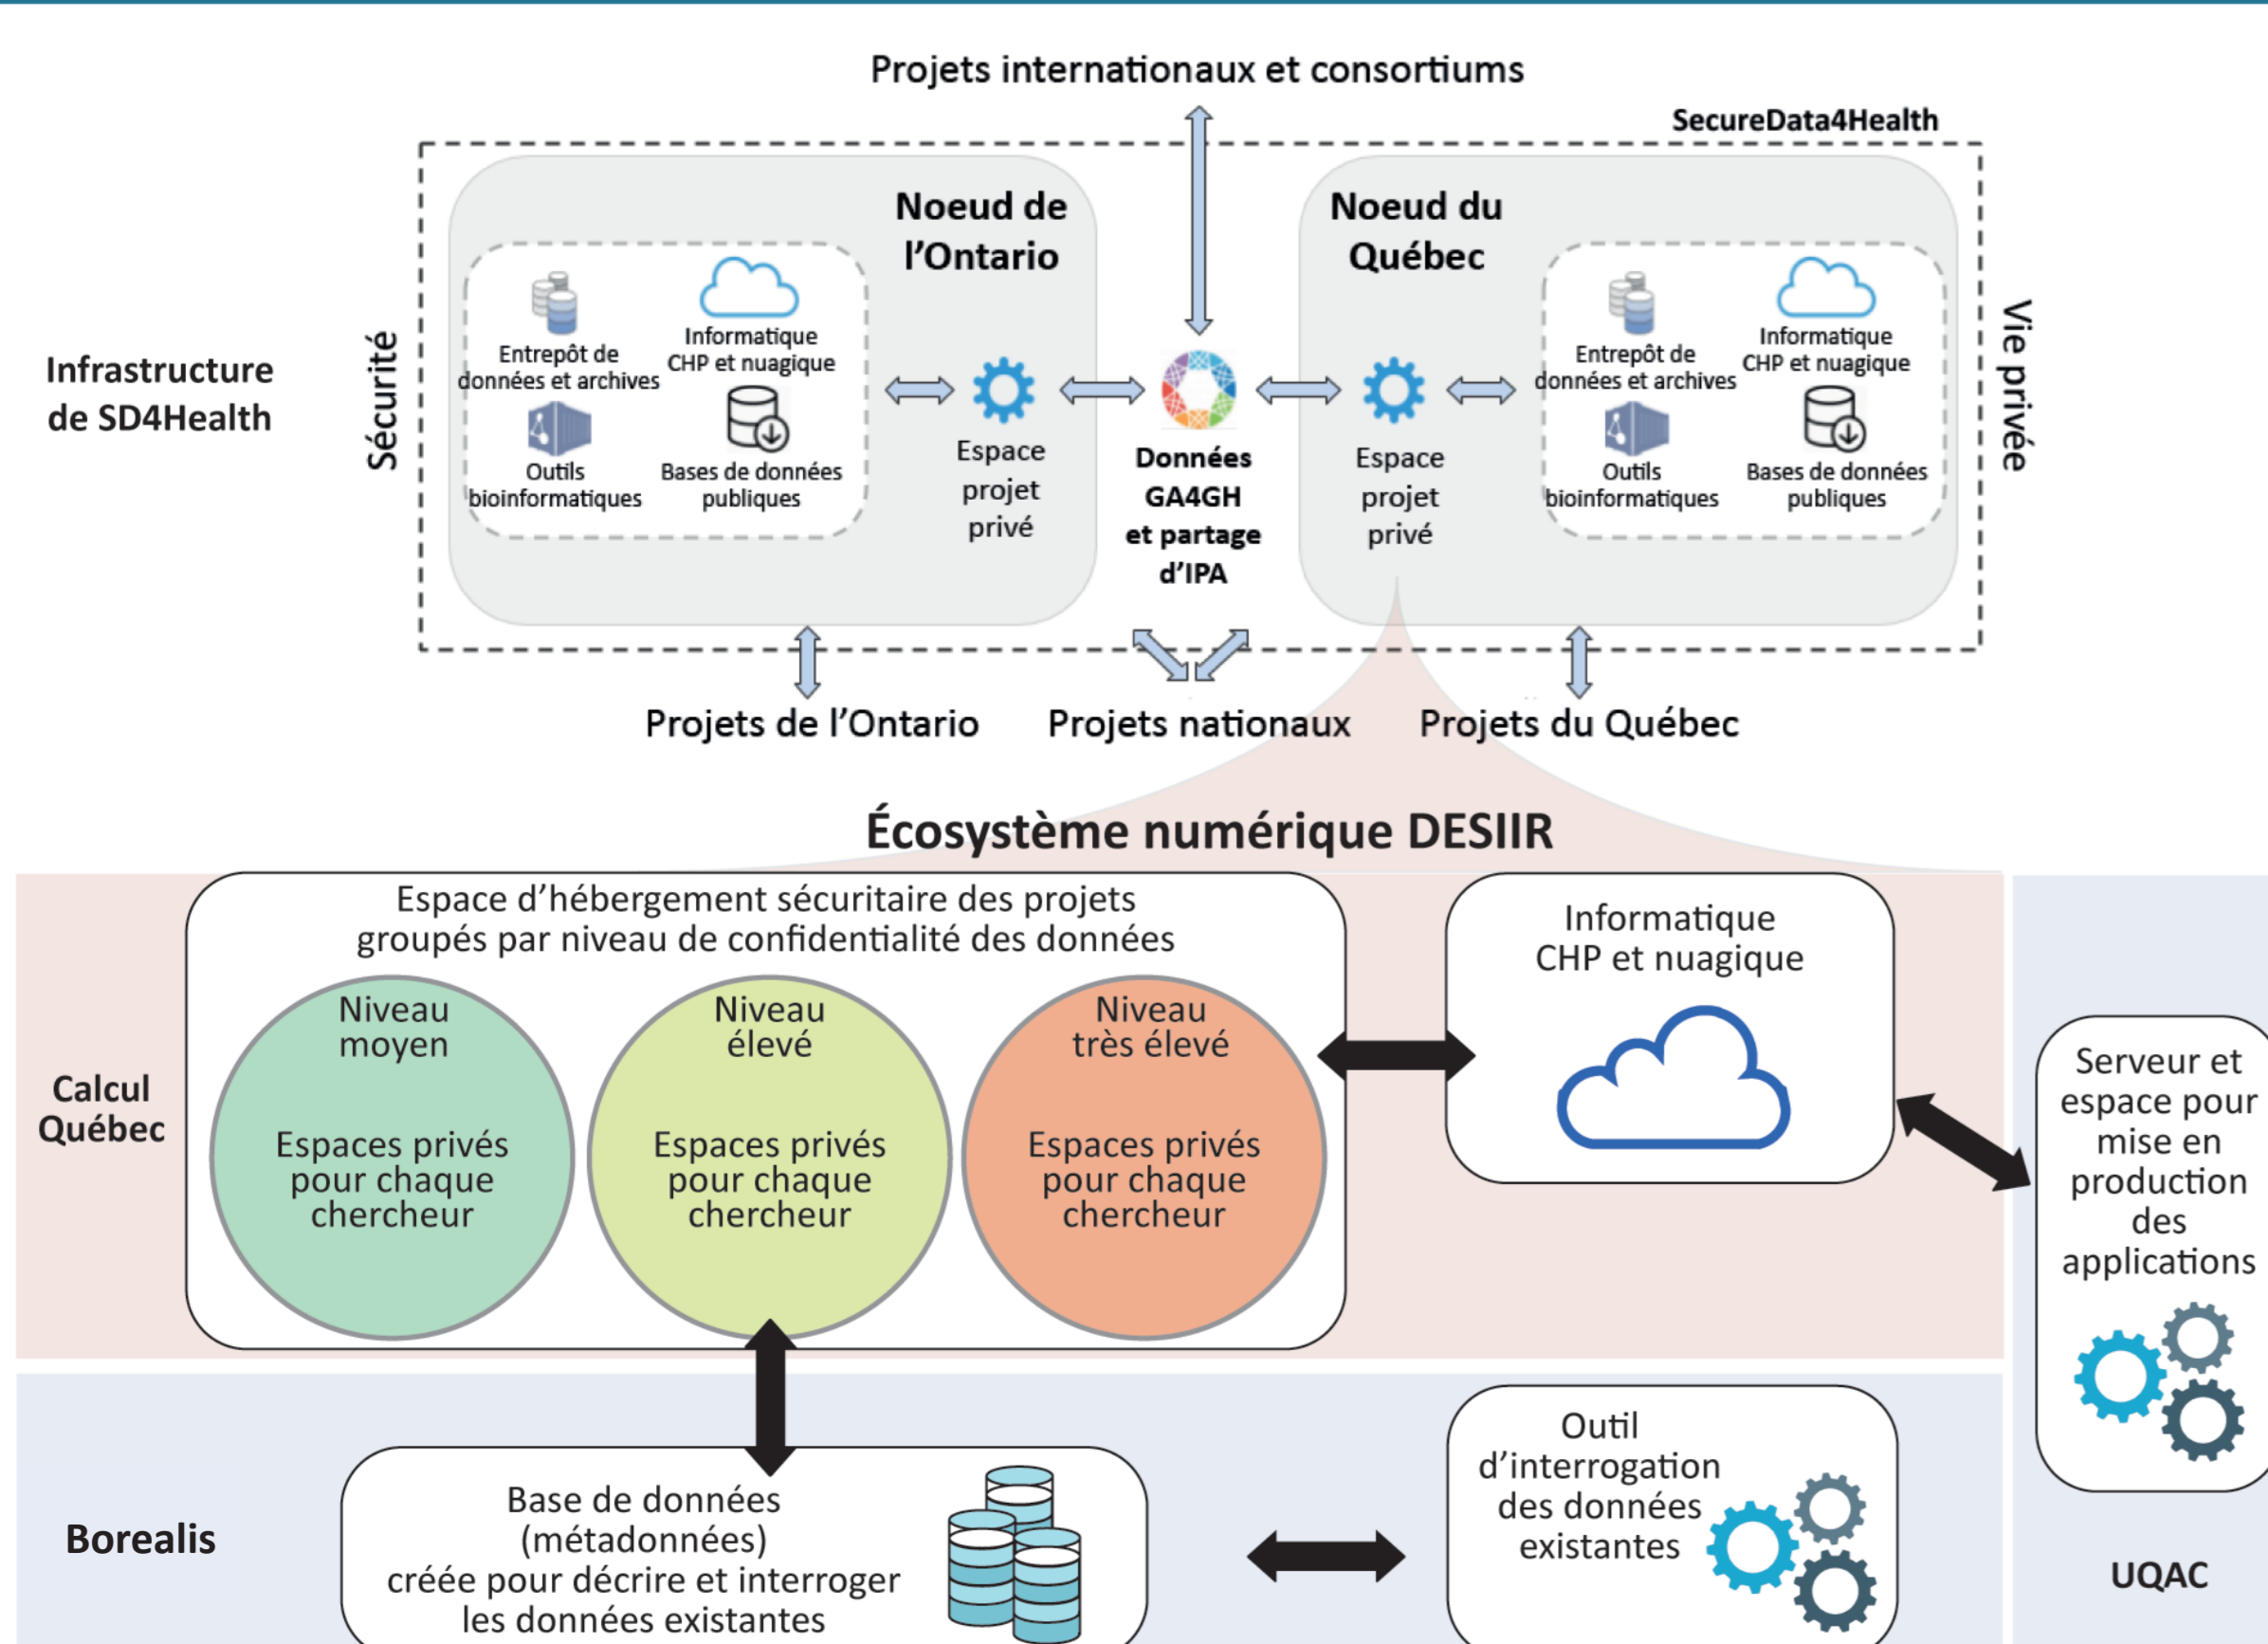 Projets internationaux et consortiums
SecureData4Health
Infrastructure
de SD4Health
Sécurité
Noeud de
l'Ontario
Entrepôt de
données et archives
Informatique
CHP et nuagique
Outils
bioinformatiques
Bases de données
publiques
Espace
projet
privé
Données
GA4GH
et partage
d'IPA
Noeud du
Québec
Espace
projet
privé
Entrepôt de
données et archives
Informatique
CHP et nuagique
Outils
bioinformatiques
Bases de données
publiques
Vie privée
Projets de l'Ontario
Projets nationaux
Projets du Québec
Écosystème numérique DESIIR
Calcul
Québec
Espace d'hébergement sécuritaire des projets
groupés par niveau de confidentialité des données
Niveau
moyen
Espaces privés
pour chaque
chercheur
Niveau
élevé
Espaces privés
pour chaque
chercheur
Niveau
très élevé
Espaces privés
pour chaque
chercheur
Informatique
CHP et nuagique
Serveur et
espace pour
mise en
production
des
applications
UQAC
Borealis
Base de données
(métadonnées)
créée pour décrire et interroger
les données existantes
Outil
d'interrogation
des données
existantes